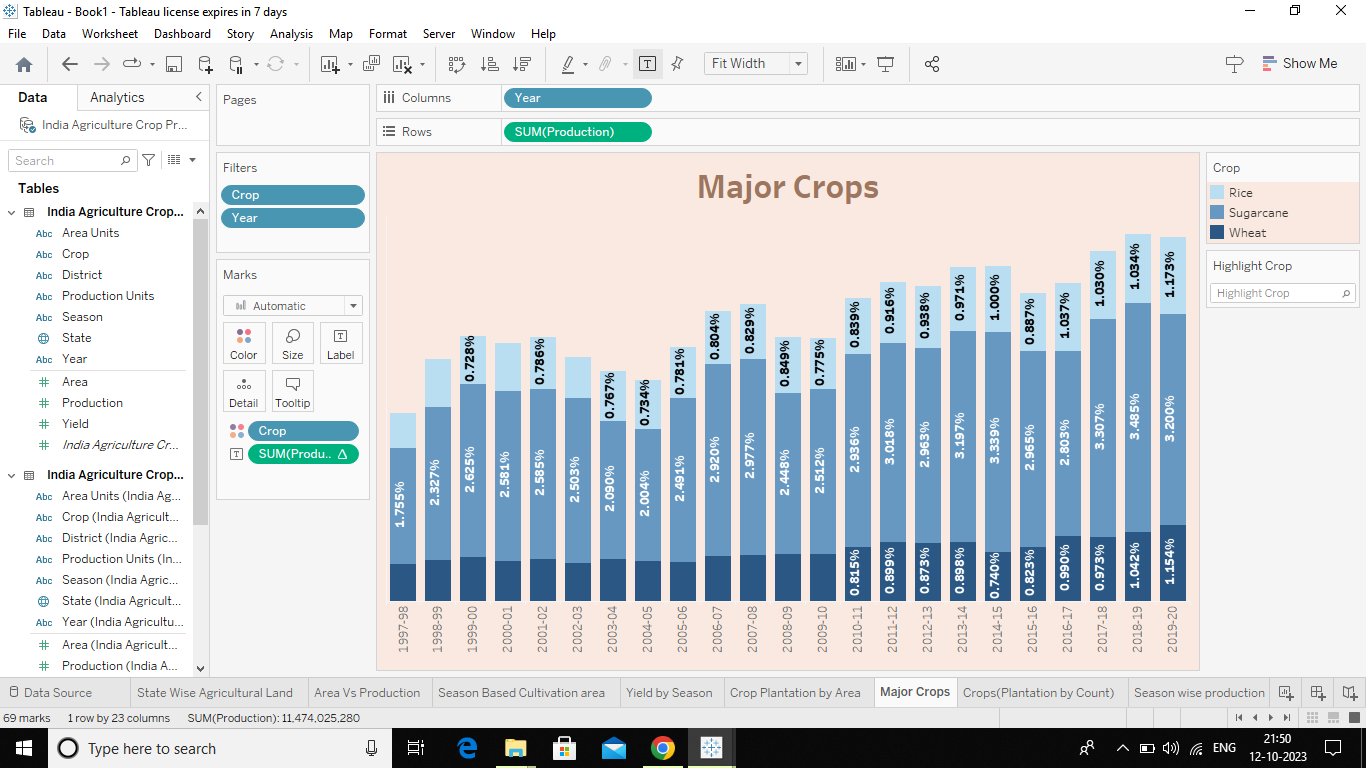 Tableau - Book1 - Tableau license expires in 7 days
File Data Worksheet Dashboard Story Analysis Map Format Server Window Help
Fit Width
Show Me
Data Analytics
India Agriculture Crop Pr...
Search
Tables
India Agriculture Crop...
Abc Area Units
Abc Crop
Abc District
Abc Production Units
Abc Season
State
Abc Year
Area
Production
Yield
India Agriculture Cr...
India Agriculture Crop...
Abc Area Units (India Ag...
Abc Crop (India Agricult...
Abc District (India Agric...
Abc Production Units (In...
Abc Season (India Agric...
State (India Agricult...
Abc Year (India Agricultu...
Area (India Agricult...
Production (India A...
Pages
Filters
Crop
Year
Marks
Automatic
Color Size Label
Detail Tooltip
Crop
SUM(Produ.. Δ
Columns Year
Rows SUM(Production)
Major Crops
0.728% 0.786% 0.767% 0.734% 0.781% 0.804% 0.829% 0.849% 0.775% 0.839% 0.916% 0.938% 0.971% 1.000% 0.887% 1.037% 1.030% 1.034% 1.173%
1.755% 2.327% 2.625% 2.581% 2.585% 2.503% 2.090% 2.004% 2.491% 2.920% 2.977% 2.448% 2.512% 2.936% 3.018% 2.963% 3.197% 3.339% 2.965% 2.803% 3.307% 3.485% 3.200%
0.815% 0.899% 0.873% 0.898% 0.740% 0.823% 0.990% 0.973% 1.042% 1.154%
1997-98 1998-99 1999-00 2000-01 2001-02 2002-03 2003-04 2004-05 2005-06 2006-07 2007-08 2008-09 2009-10 2010-11 2011-12 2012-13 2013-14 2014-15 2015-16 2016-17 2017-18 2018-19 2019-20
Crop
Rice
Sugarcane
Wheat
Highlight Crop
Highlight Crop
Data Source State Wise Agricultural Land Area Vs Production Season Based Cultivation area Yield by Season Crop Plantation by Area Major Crops Crops(Plantation by Count) Season wise production
69 marks 1 row by 23 columns SUM(Production): 11,474,025,280
Type here to search
ENG
21:50
12-10-2023